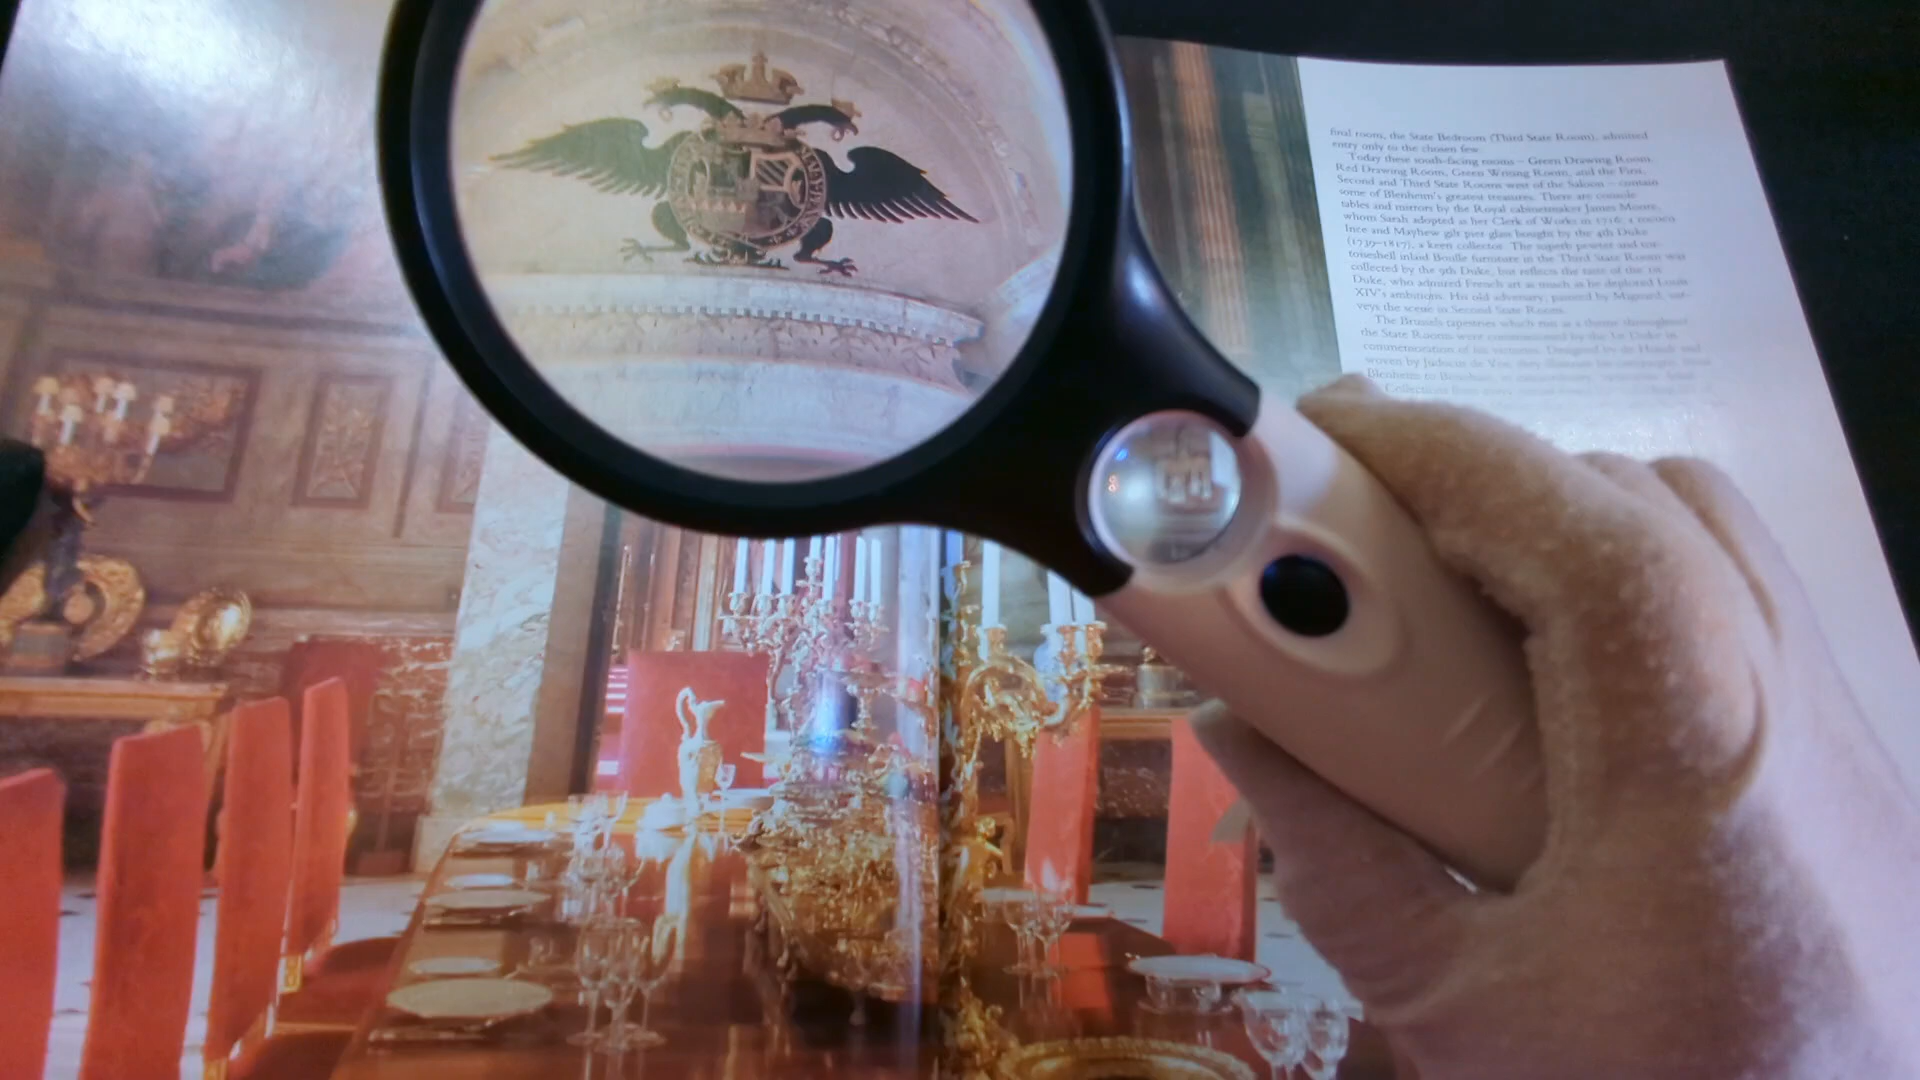 final room, the State Bedroom (Third State Room), admitted
entry only to the chosen few.
Today these south-facing rooms – Green Drawing Room,
Red Drawing Room, Green Writing Room, and the First,
Second and Third State Rooms west of the Saloon – contain
some of Blenheim's greatest treasures. There are console
tables and mirrors by the Royal cabinetmaker James Moore,
whom Sarah adopted as her Clerk of Works in 1716; a rococo
Ince and Mayhew gilt pier glass bought by the 4th Duke
(1739–1817), a keen collector. The superb pewter and tor-
toiseshell inlaid Boulle furniture in the Third State Room was
collected by the 9th Duke, but reflects the taste of the 1st
Duke, who admired French art as much as he deplored Louis
XIV's ambitions. His old adversary, painted by Mignard, sur-
veys the scene in Second State Room.
The Brussels tapestries which run as a theme throughout
the State Rooms were commissioned by the 1st Duke in
commemoration of his victories. Designed by de Hondt and
woven by Judocus de Vos, they illustrate his campaigns from
Blenheim to